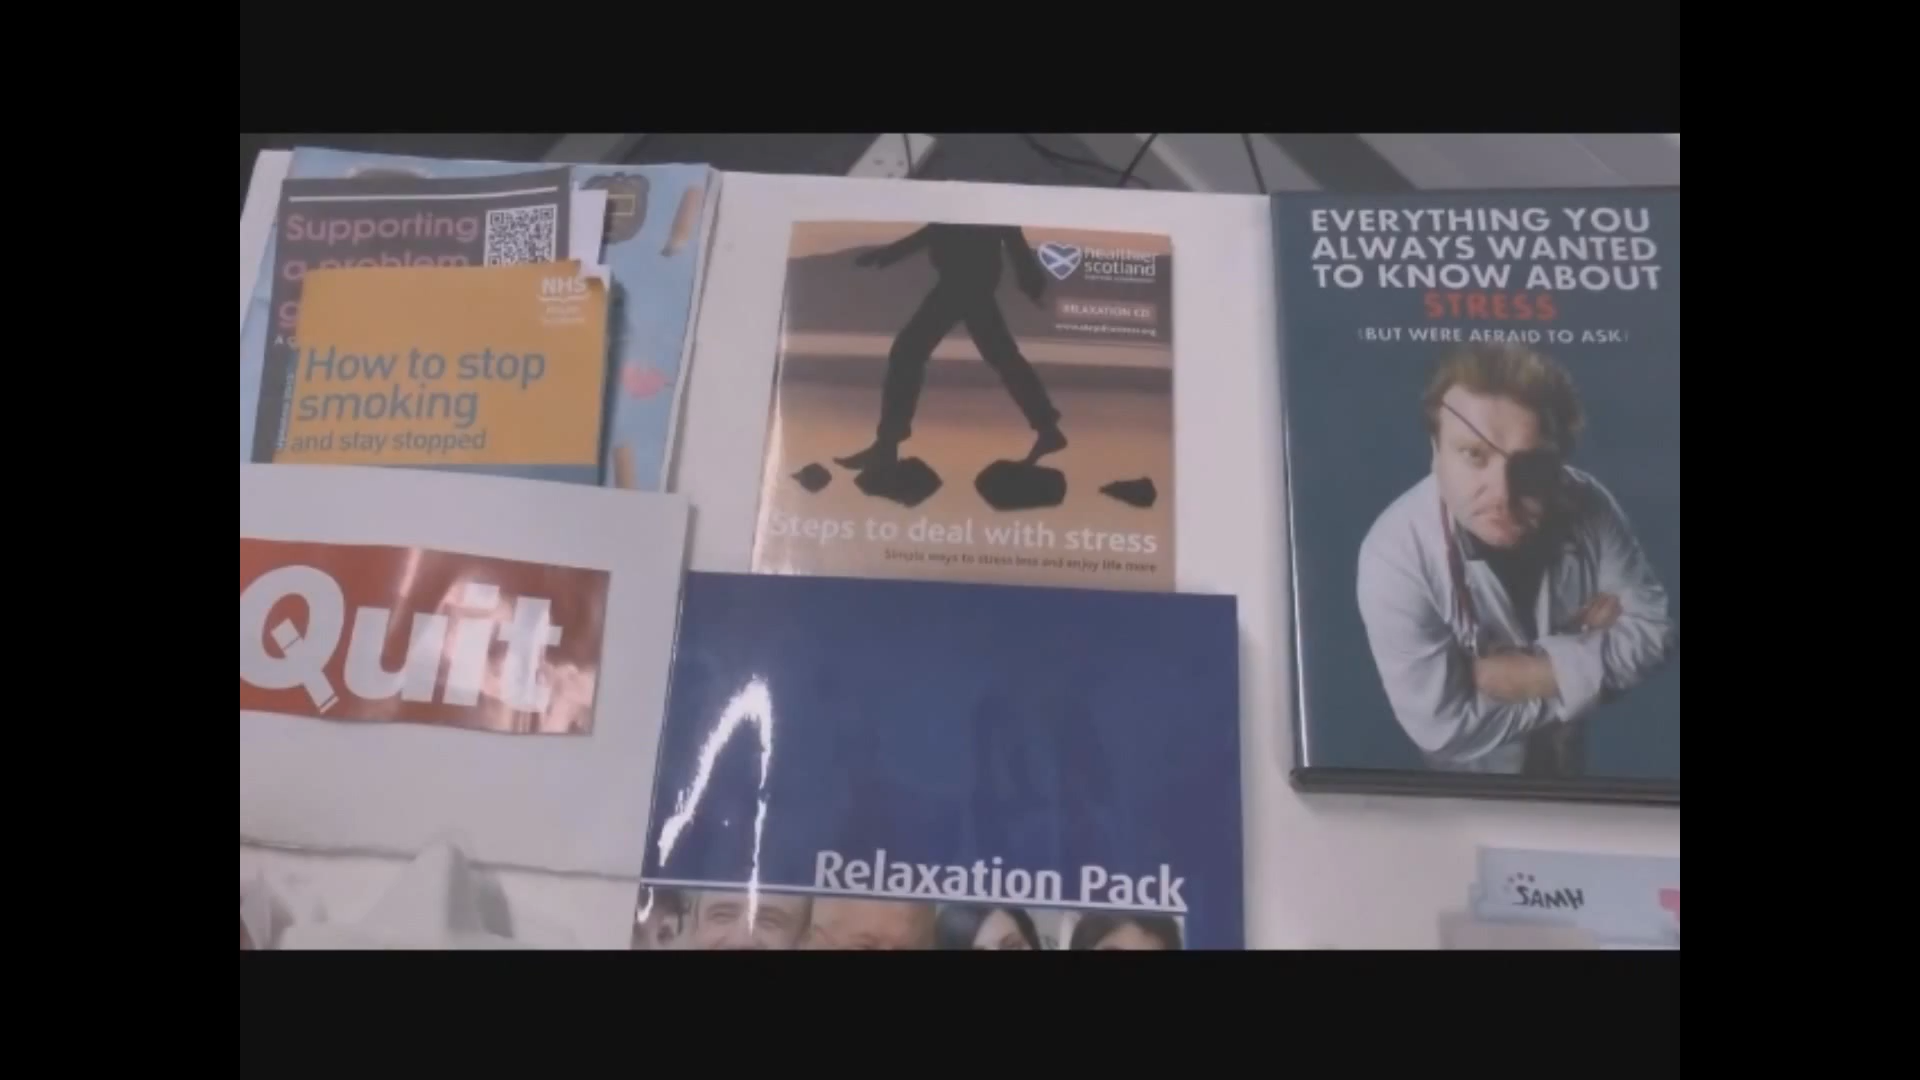 Supporting
a problem
g
NHS
How to stop
smoking
and stay stopped
Quit
healthier
scotland
RELAXATION CD
Steps to deal with stress
Simple ways to stress less and enjoy life more
Relaxation Pack
EVERYTHING YOU
ALWAYS WANTED
TO KNOW ABOUT
STRESS
(BUT WERE AFRAID TO ASK)
SAMH